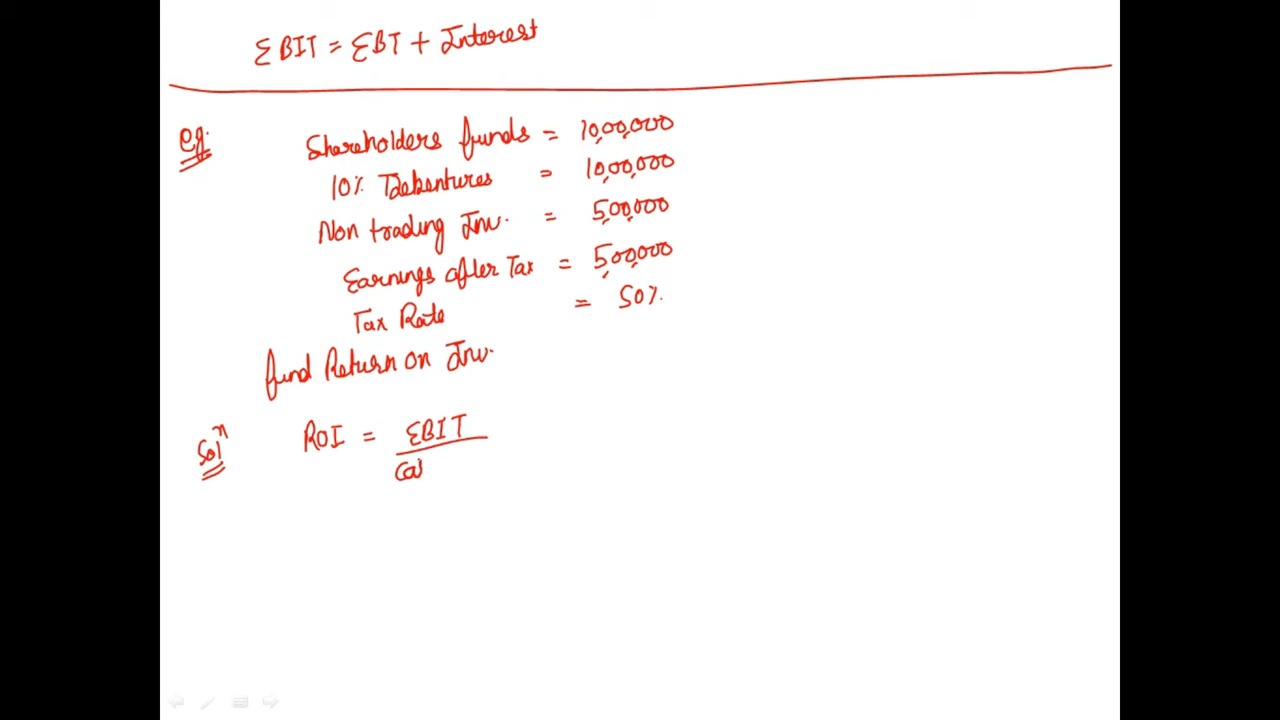 EBIT = EBT + Interest
eg.
Shareholders funds = 10,00,000
10% Debentures = 10,00,000
Non trading Inv. = 5,00,000
Earnings after Tax = 5,00,000
Tax Rate = 50%
find Return on Inv.
Solⁿ ROI = EBIT
Ca